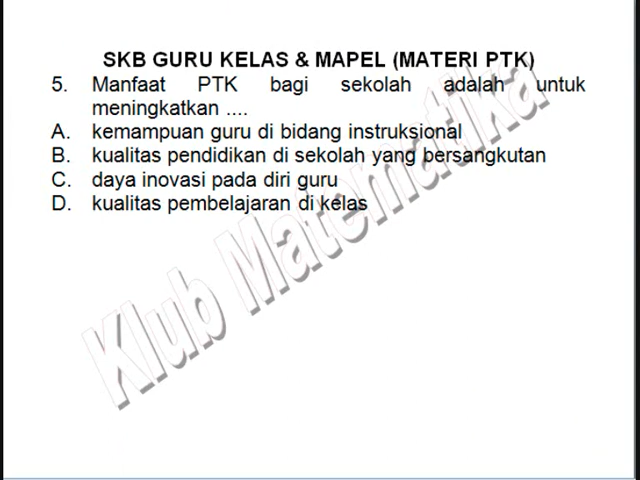 SKB GURU KELAS & MAPEL (MATERI PTK)
5. Manfaat PTK bagi sekolah adalah untuk
meningkatkan ....
A. kemampuan guru di bidang instruksional
B. kualitas pendidikan di sekolah yang bersangkutan
C. daya inovasi pada diri guru
D. kualitas pembelajaran di kelas
Klub Matematika